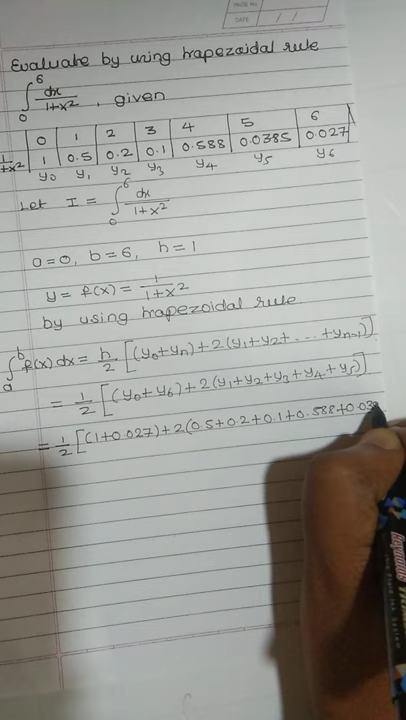 PAGE NO.
DATE / /
Evaluate by using trapezoidal rule
∫₀⁶ dx/1+x² , given
0 1 2 3 4 5 6
1/1+x² 1 0.5 0.2 0.1 0.588 0.0385 0.027
y₀ y₁ y₂ y₃ y₄ y₅ y₆
Let I = ∫₀⁶ dx/1+x²
a=0, b=6, h=1
y = f(x) = 1/1+x²
by using trapezoidal rule
∫ₐᵇ f(x) dx = h/2 [(y₀+yₙ)+2(y₁+y₂+...+yₙ₋₁)]
= 1/2 [(y₀+y₆)+2(y₁+y₂+y₃+y₄+y₅)]
= 1/2 [(1+0.027)+2(0.5+0.2+0.1+0.588+0.038